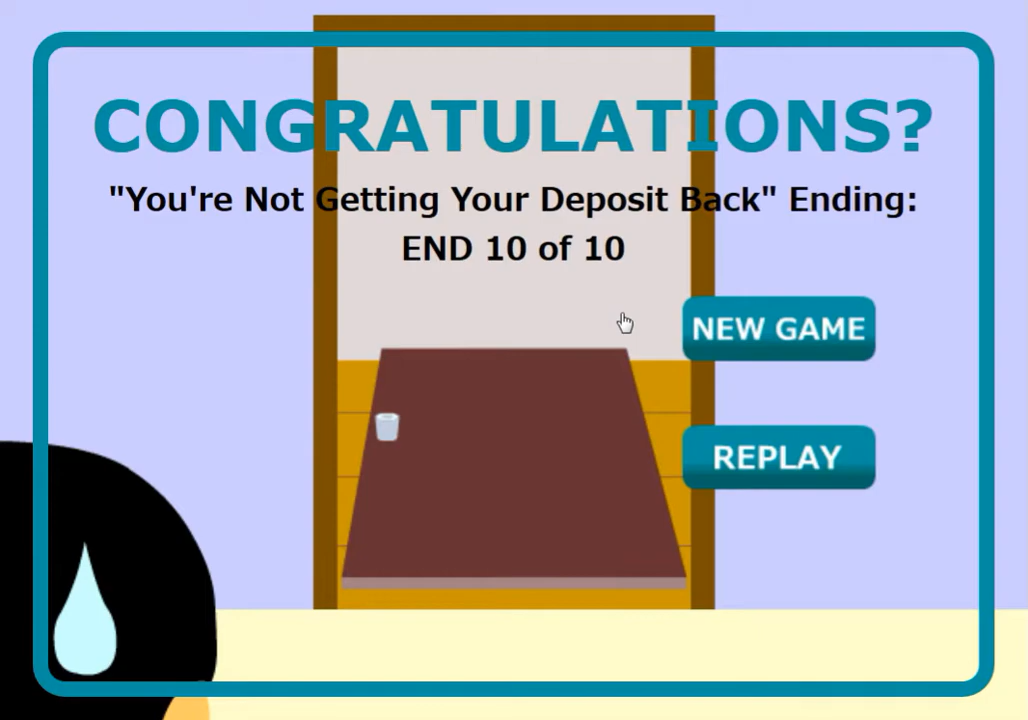 CONGRATULATIONS?
"You're Not Getting Your Deposit Back" Ending:
END 10 of 10
NEW GAME
REPLAY